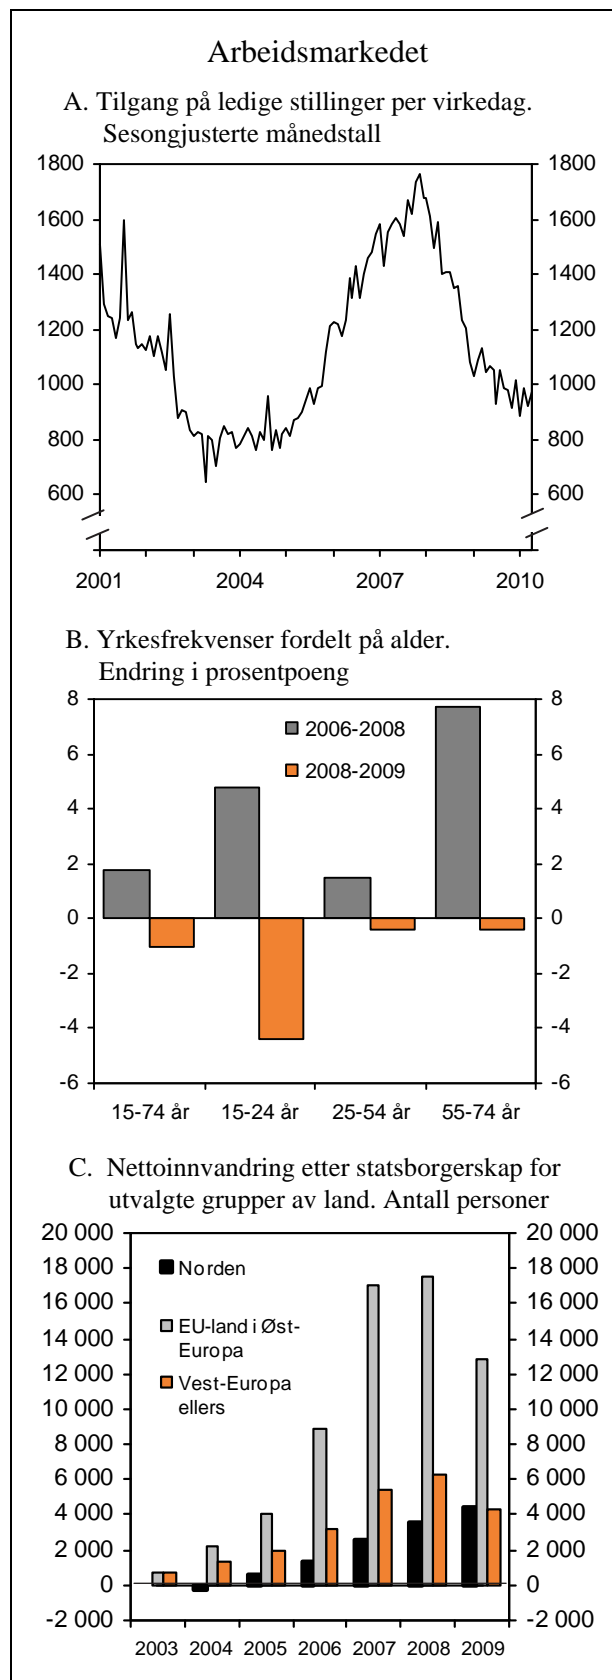 Arbeidsmarkedet
A. Tilgang på ledige stillinger per virkedag.
Sesongjusterte månedstall
1800 1800
1600 1600
1400 1400
1200 1200
1000 1000
800 800
600 600
2001 2004 2007 2010
B. Yrkesfrekvenser fordelt på alder.
Endring i prosentpoeng
8 8
2006-2008
6 6
2008-2009
4 4
2 2
0 0
-2 -2
-4 -4
-6 -6
15-74 år 15-24 år 25-54 år 55-74 år
C. Nettoinnvandring etter statsborgerskap for
utvalgte grupper av land. Antall personer
20 000 20 000
18 000 Norden 18 000
16 000 16 000
14 000 EU-land i Øst- 14 000
Europa
12 000 12 000
Vest-Europa
ellers
10 000 10 000
8 000 8 000
6 000 6 000
4 000 4 000
2 000 2 000
0 0
-2 000 -2 000
2003 2004 2005 2006 2007 2008 2009